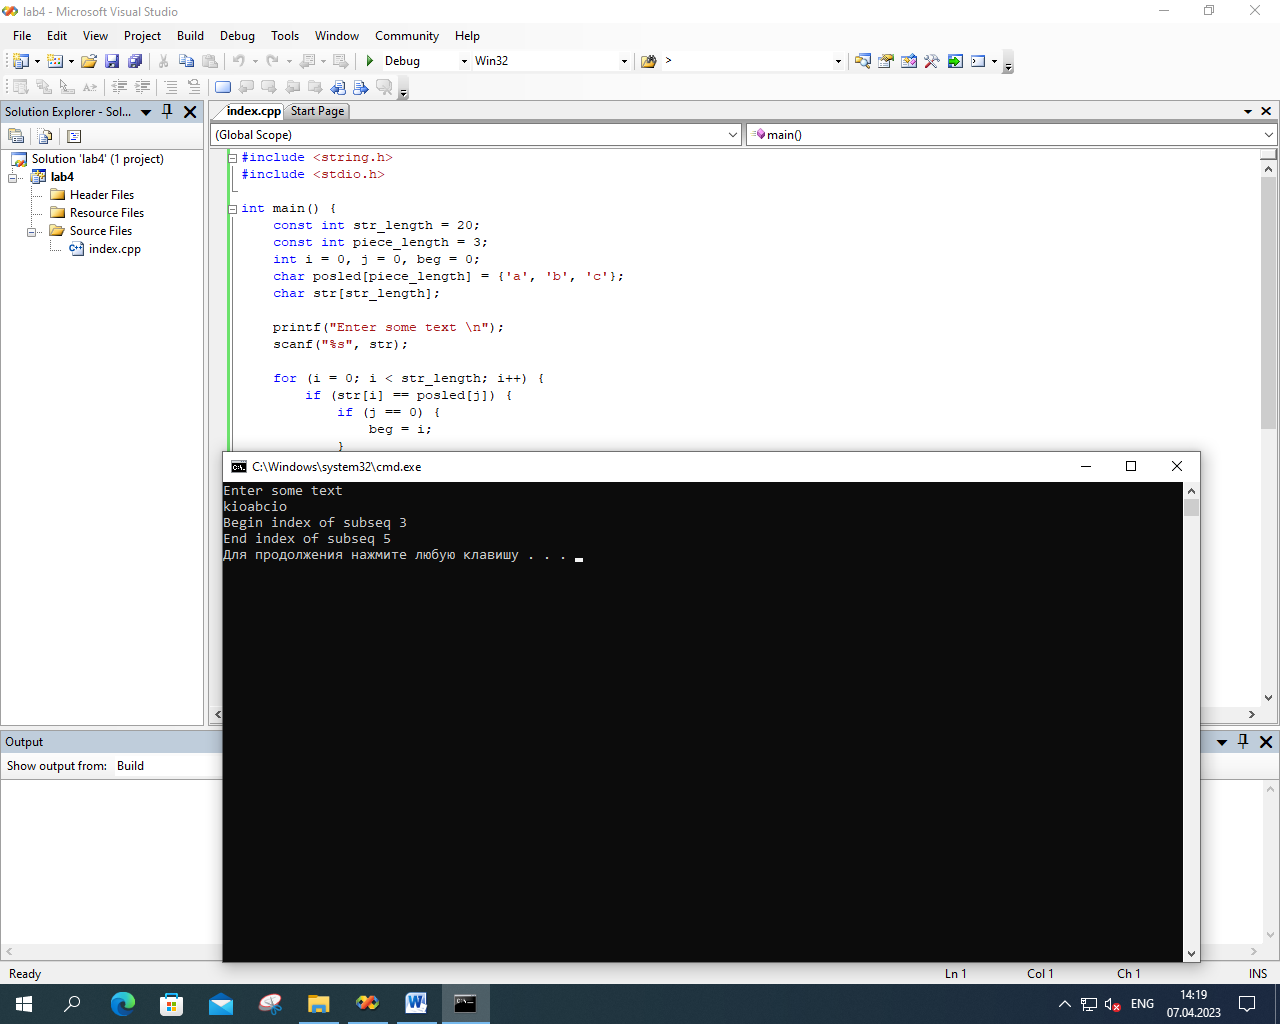 lab4 - Microsoft Visual Studio
File Edit View Project Build Debug Tools Window Community Help
Debug Win32 >
Solution Explorer - Sol...
index.cpp Start Page
(Global Scope) main()
Solution 'lab4' (1 project)
lab4
Header Files
Resource Files
Source Files
index.cpp
#include <string.h>
#include <stdio.h>
int main() {
const int str_length = 20;
const int piece_length = 3;
int i = 0, j = 0, beg = 0;
char posled[piece_length] = {'a', 'b', 'c'};
char str[str_length];
printf("Enter some text \n");
scanf("%s", str);
for (i = 0; i < str_length; i++) {
if (str[i] == posled[j]) {
if (j == 0) {
beg = i;
}
C:\Windows\system32\cmd.exe
Enter some text
kioabcio
Begin index of subseq 3
End index of subseq 5
Для продолжения нажмите любую клавишу . . .
Output
Show output from: Build
Ready Ln 1 Col 1 Ch 1 INS
ENG 14:19
07.04.2023